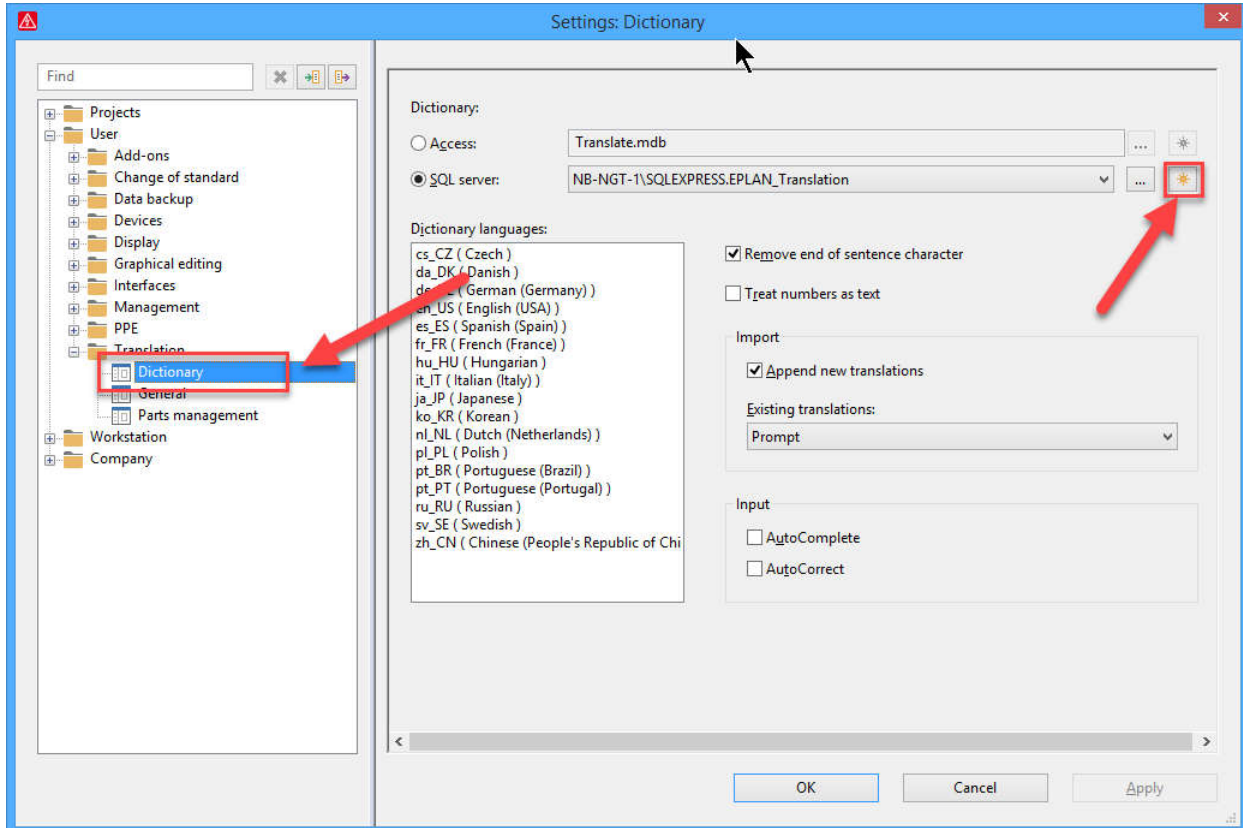 Settings: Dictionary
Find
Projects
User
Add-ons
Change of standard
Data backup
Devices
Display
Graphical editing
Interfaces
Management
PPE
Translation
Dictionary
General
Parts management
Workstation
Company
Dictionary:
Access:
Translate.mdb
...
SQL server:
NB-NGT-1\SQLEXPRESS.EPLAN_Translation
...
Dictionary languages:
cs_CZ ( Czech )
da_DK ( Danish )
( German (Germany) )
en_US ( English (USA) )
es_ES ( Spanish (Spain) )
fr_FR ( French (France) )
hu_HU ( Hungarian )
it_IT ( Italian (Italy) )
ja_JP ( Japanese )
ko_KR ( Korean )
nl_NL ( Dutch (Netherlands) )
pl_PL ( Polish )
pt_BR ( Portuguese (Brazil) )
pt_PT ( Portuguese (Portugal) )
ru_RU ( Russian )
sv_SE ( Swedish )
zh_CN ( Chinese (People's Republic of Chi
Remove end of sentence character
Treat numbers as text
Import
Append new translations
Existing translations:
Prompt
Input
AutoComplete
AutoCorrect
OK
Cancel
Apply